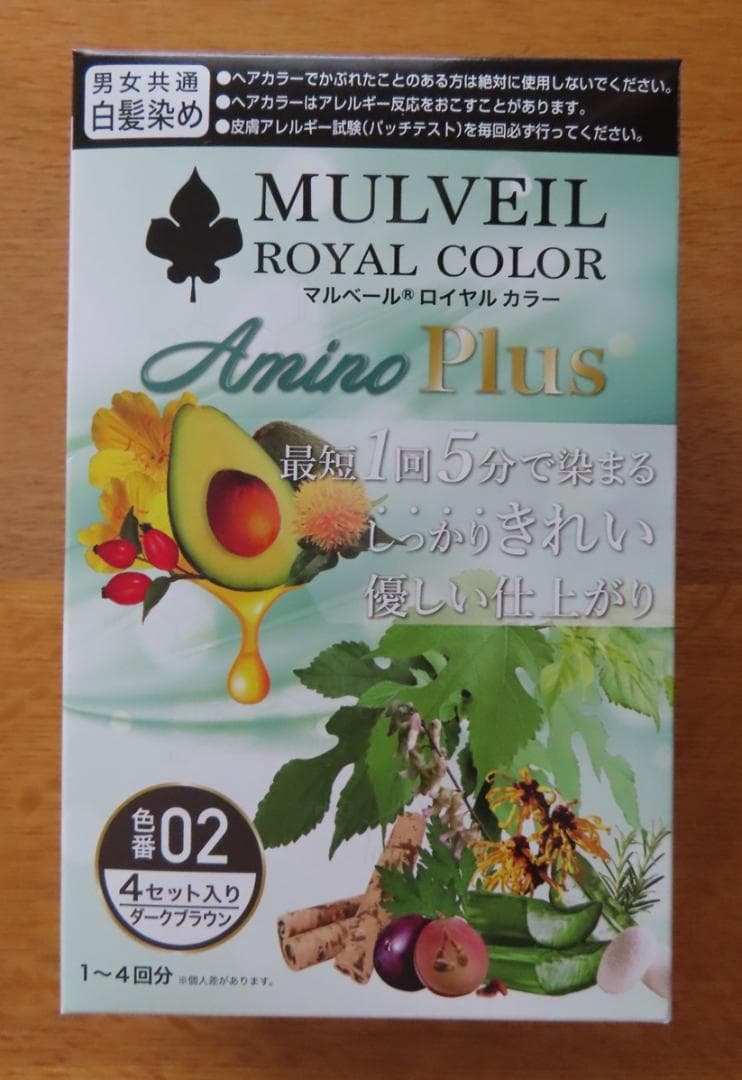 男女共通
白髪染め
●ヘアカラーでかぶれたことのある方は絶対に使用しないでください。
●ヘアカラーはアレルギー反応をおこすことがあります。
●皮膚アレルギー試験(パッチテスト)を毎回必ず行ってください。
MULVEIL
ROYAL COLOR
マルベール® ロイヤル カラー
Amino Plus
最短1回5分で染まる
しっかりきれい
優しい仕上がり
色番02
4セット入り
ダークブラウン
1〜4回分 ※個人差があります。